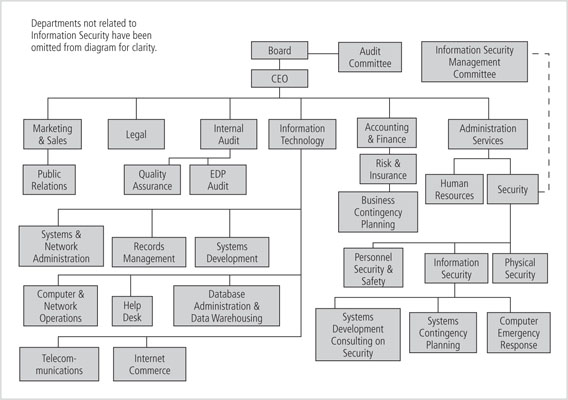 Departments not related to
Information Security have been
omitted from diagram for clarity.
Board
Audit
Committee
Information Security
Management
Committee
CEO
Marketing
& Sales
Legal
Internal
Audit
Information
Technology
Accounting
& Finance
Administration
Services
Public
Relations
Quality
Assurance
EDP
Audit
Risk &
Insurance
Human
Resources
Security
Business
Contingency
Planning
Systems &
Network
Administration
Records
Management
Systems
Development
Personnel
Security &
Safety
Information
Security
Physical
Security
Computer &
Network
Operations
Help
Desk
Database
Administration &
Data Warehousing
Systems
Development
Consulting on
Security
Systems
Contingency
Planning
Computer
Emergency
Response
Telecom-
munications
Internet
Commerce